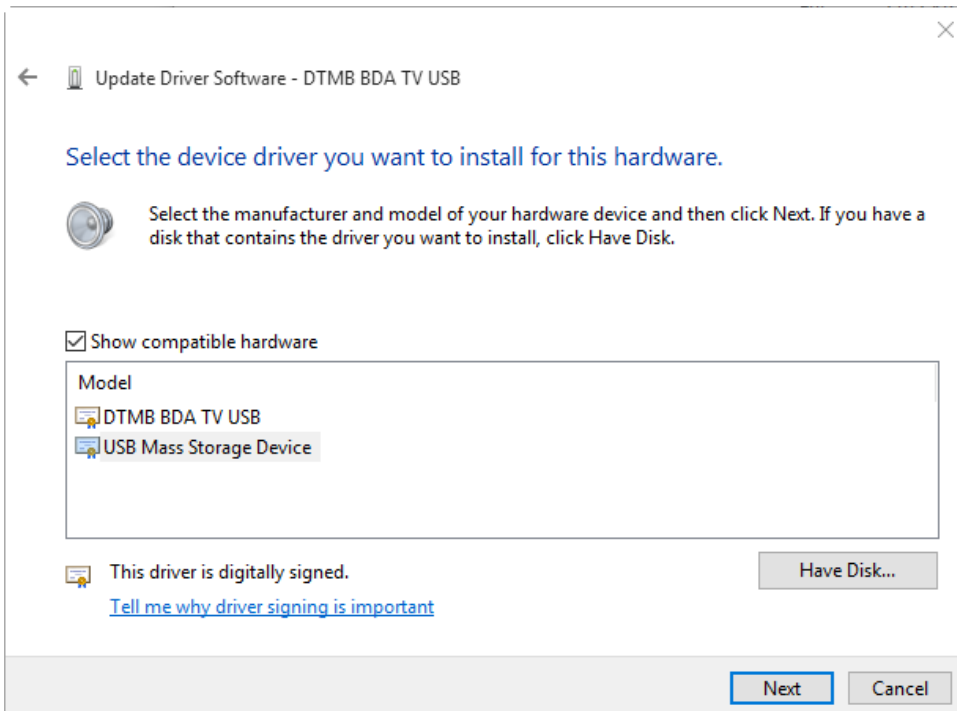 Update Driver Software - DTMB BDA TV USB
Select the device driver you want to install for this hardware.
Select the manufacturer and model of your hardware device and then click Next. If you have a
disk that contains the driver you want to install, click Have Disk.
Show compatible hardware
Model
DTMB BDA TV USB
USB Mass Storage Device
This driver is digitally signed.
Have Disk...
Tell me why driver signing is important
Next
Cancel